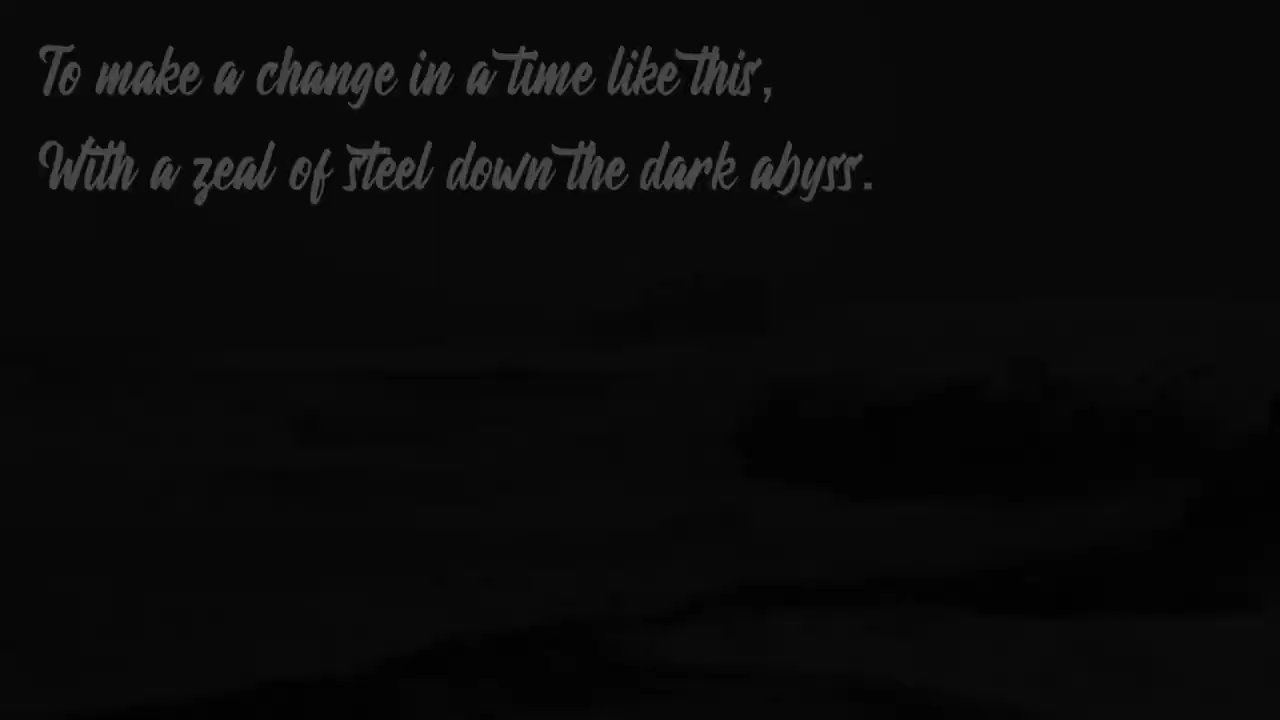 To make a change in a time like this,
With a zeal of steel down the dark abyss.